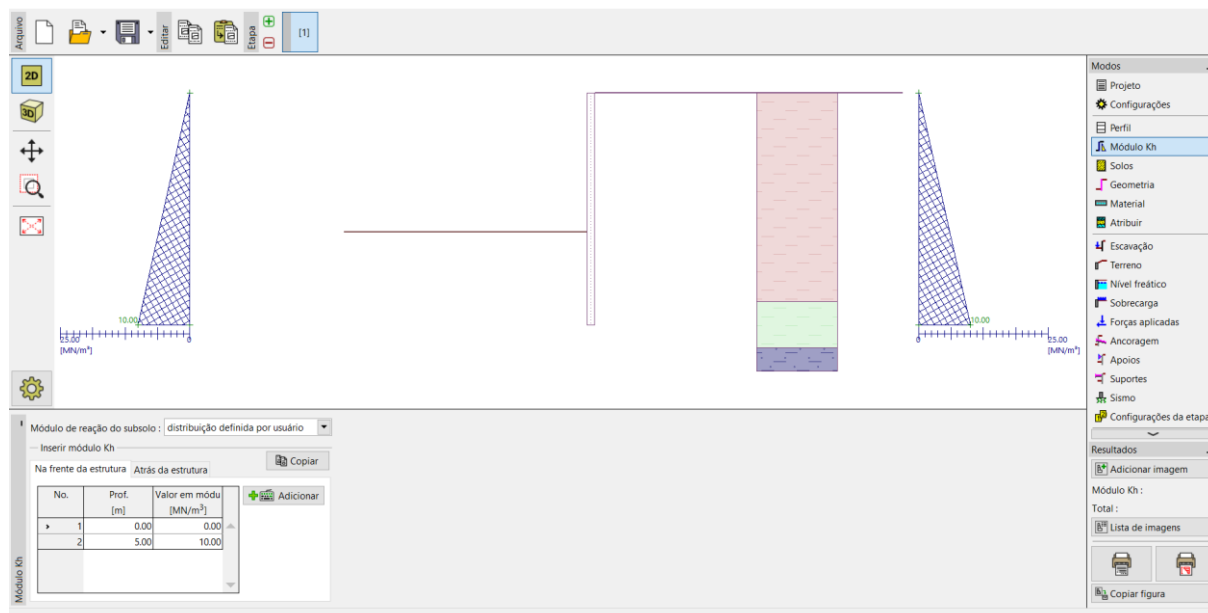 Arquivo
Editar
Etapa
[1]
2D
3D
10.00
25.00
0
[MN/m³]
10.00
0
25.00
[MN/m³]
Modos
Projeto
Configurações
Perfil
Módulo Kh
Solos
Geometria
Material
Atribuir
Escavação
Terreno
Nível freático
Sobrecarga
Forças aplicadas
Ancoragem
Apoios
Suportes
Sismo
Configurações da etapa
Resultados
Adicionar imagem
Módulo Kh :
Total :
Lista de imagens
Copiar figura
Módulo Kh
Módulo de reação do subsolo : distribuição definida por usuário
Inserir módulo Kh
Copiar
Na frente da estrutura Atrás da estrutura
No. Prof. Valor em módu
[m] [MN/m³]
Adicionar
1 0.00 0.00
2 5.00 10.00